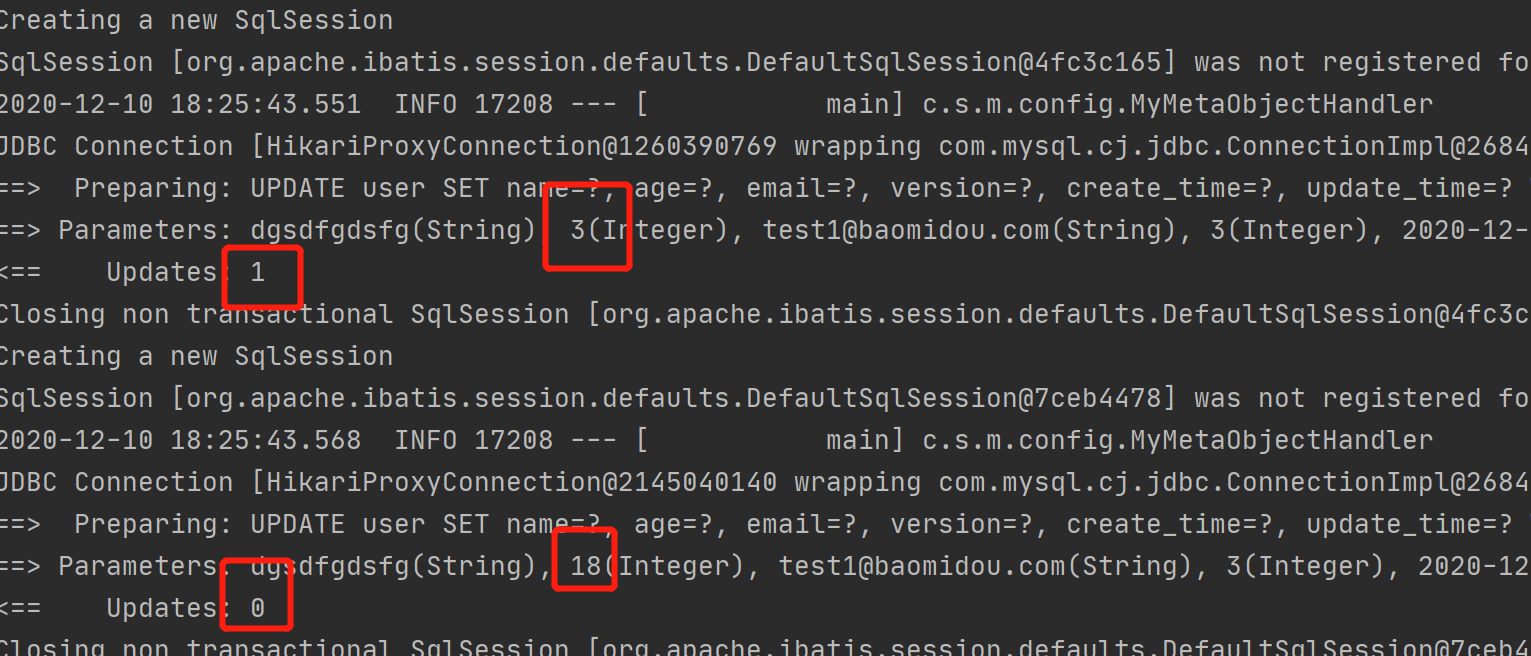 Creating a new SqlSession
SqlSession [org.apache.ibatis.session.defaults.DefaultSqlSession@4fc3c165] was not registered fo
2020-12-10 18:25:43.551  INFO 17208 --- [           main] c.s.m.config.MyMetaObjectHandler
JDBC Connection [HikariProxyConnection@1260390769 wrapping com.mysql.cj.jdbc.ConnectionImpl@2684
==>  Preparing: UPDATE user SET name=?, age=?, email=?, version=?, create_time=?, update_time=?
==> Parameters: dgsdfgdsfg(String), 3(Integer), test1@baomidou.com(String), 3(Integer), 2020-12-
<==    Updates: 1
Closing non transactional SqlSession [org.apache.ibatis.session.defaults.DefaultSqlSession@4fc3c
Creating a new SqlSession
SqlSession [org.apache.ibatis.session.defaults.DefaultSqlSession@7ceb4478] was not registered fo
2020-12-10 18:25:43.568  INFO 17208 --- [           main] c.s.m.config.MyMetaObjectHandler
JDBC Connection [HikariProxyConnection@2145040140 wrapping com.mysql.cj.jdbc.ConnectionImpl@2684
==>  Preparing: UPDATE user SET name=?, age=?, email=?, version=?, create_time=?, update_time=?
==> Parameters: dgsdfgdsfg(String), 18(Integer), test1@baomidou.com(String), 3(Integer), 2020-12
<==    Updates: 0
Closing non transactional SqlSession [org.apache.ibatis.session.defaults.DefaultSqlSession@7ceb4